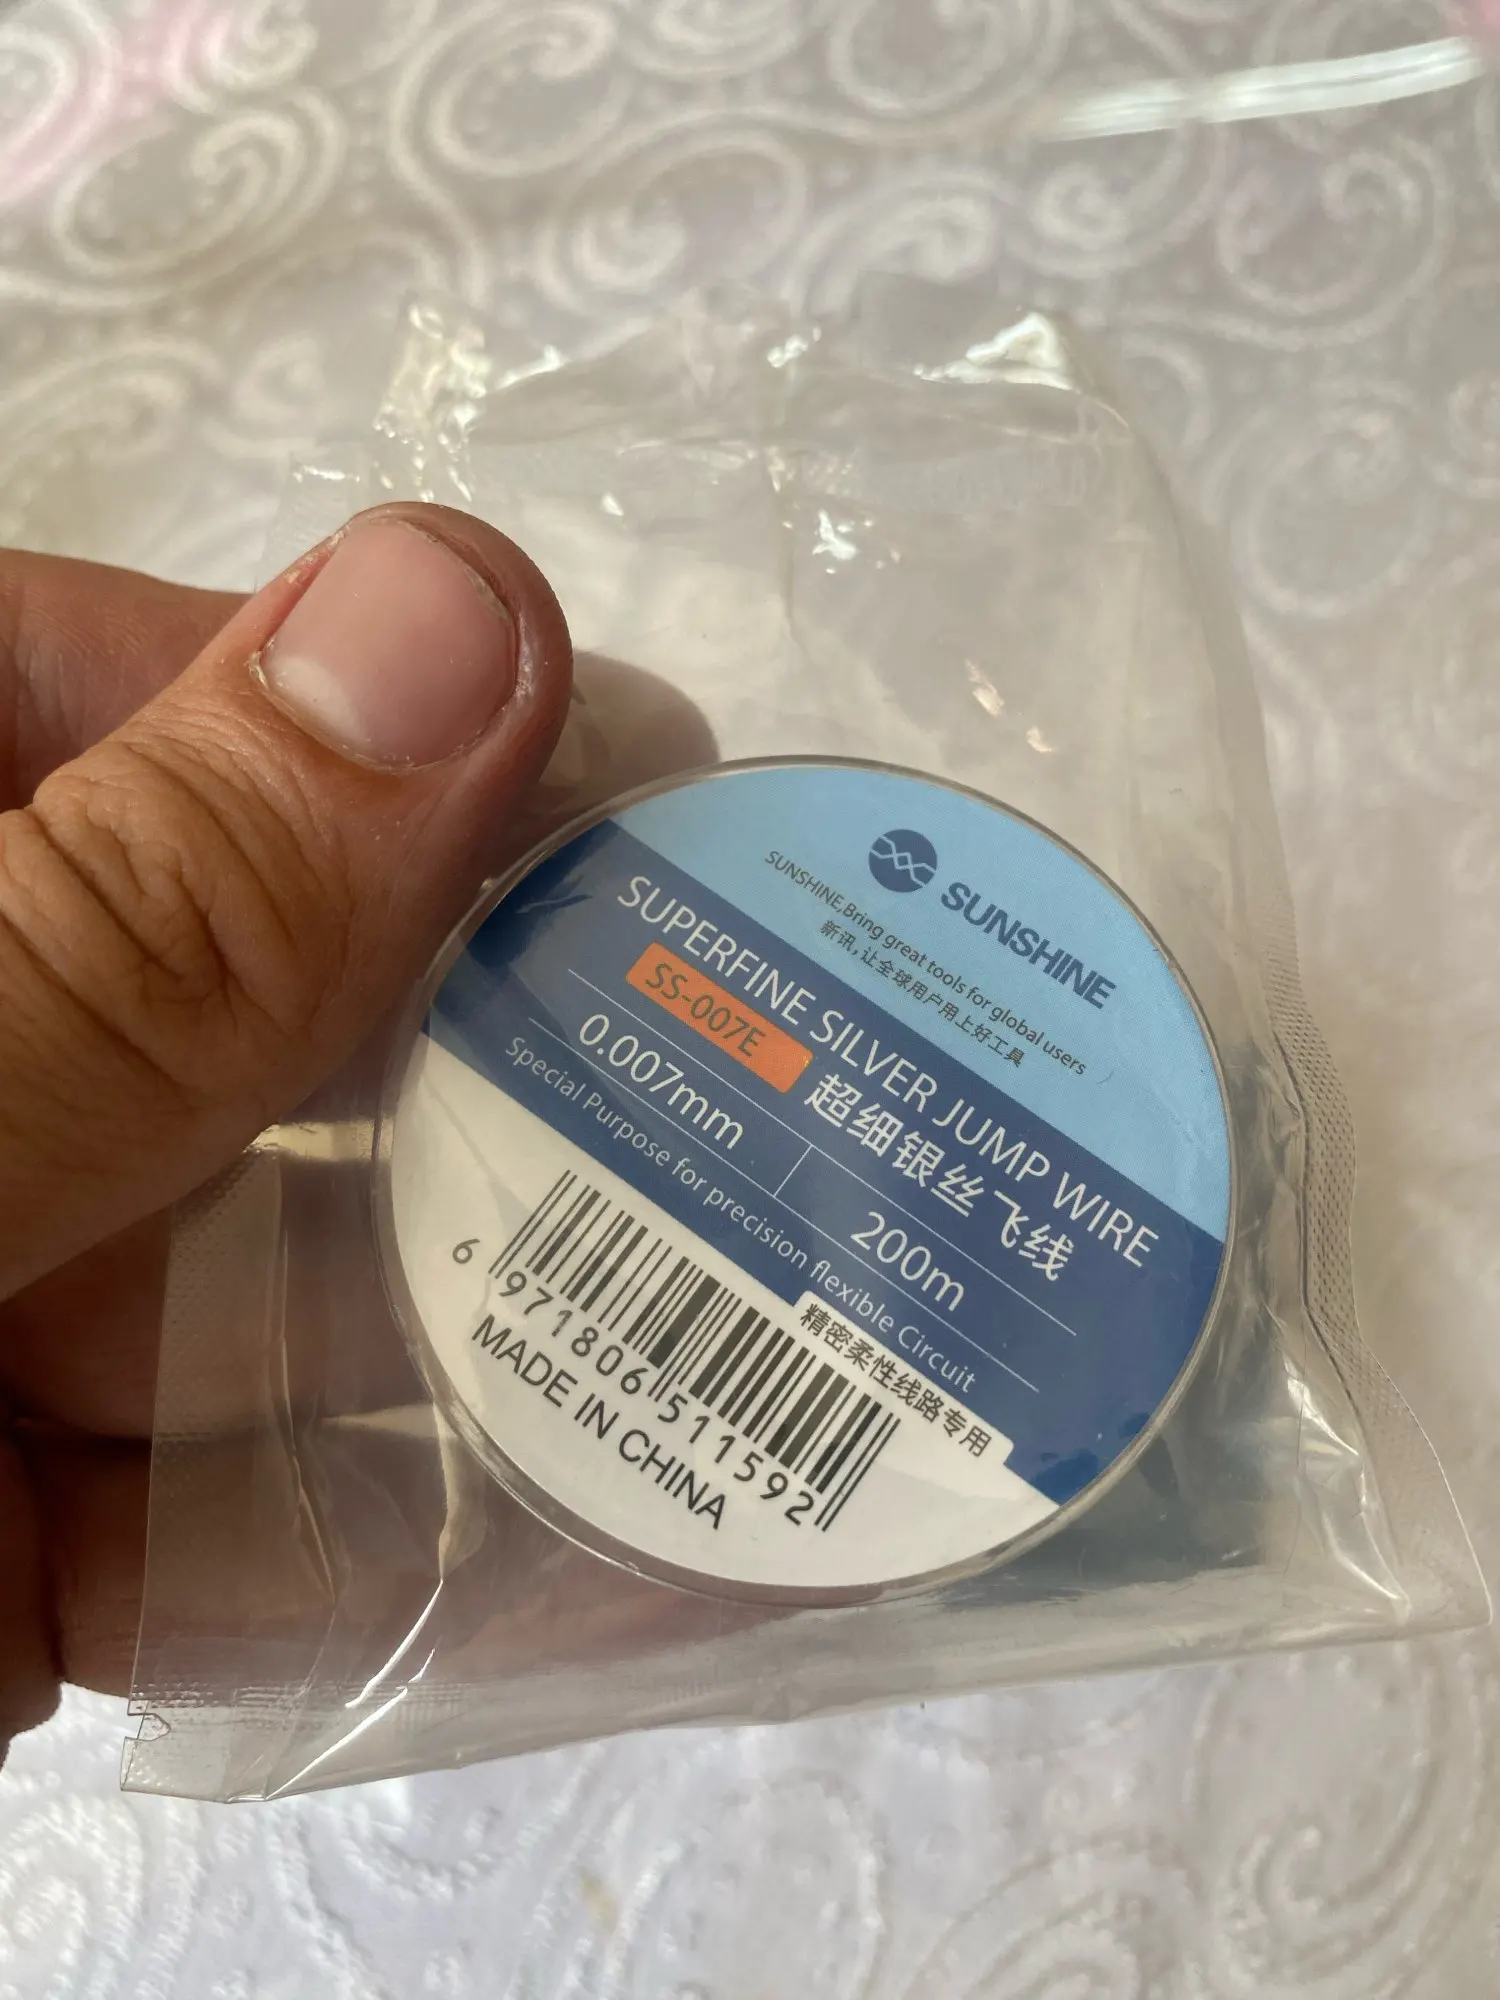 SUNSHINE
SUNSHINE,Bring great tools for global users
新讯,让全球用户用上好工具
SUPERFINE SILVER JUMP WIRE
SS-007E
超细银丝飞线
0.007mm
200m
Special Purpose for precision flexible Circuit
精密柔性线路专用
6 971806 511592
MADE IN CHINA